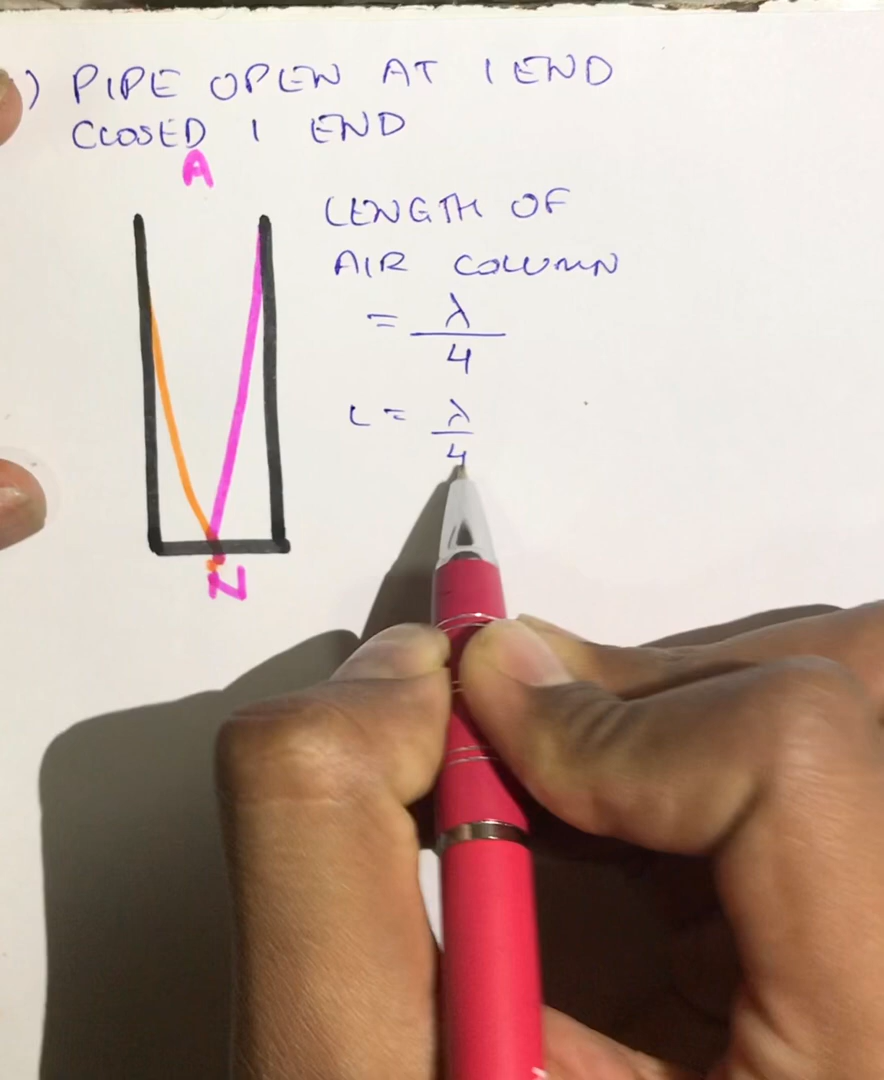 ) PIPE OPEN AT 1 END
CLOSED 1 END
A
LENGTH OF
AIR COLUMN
= λ
4
L = λ
4
N